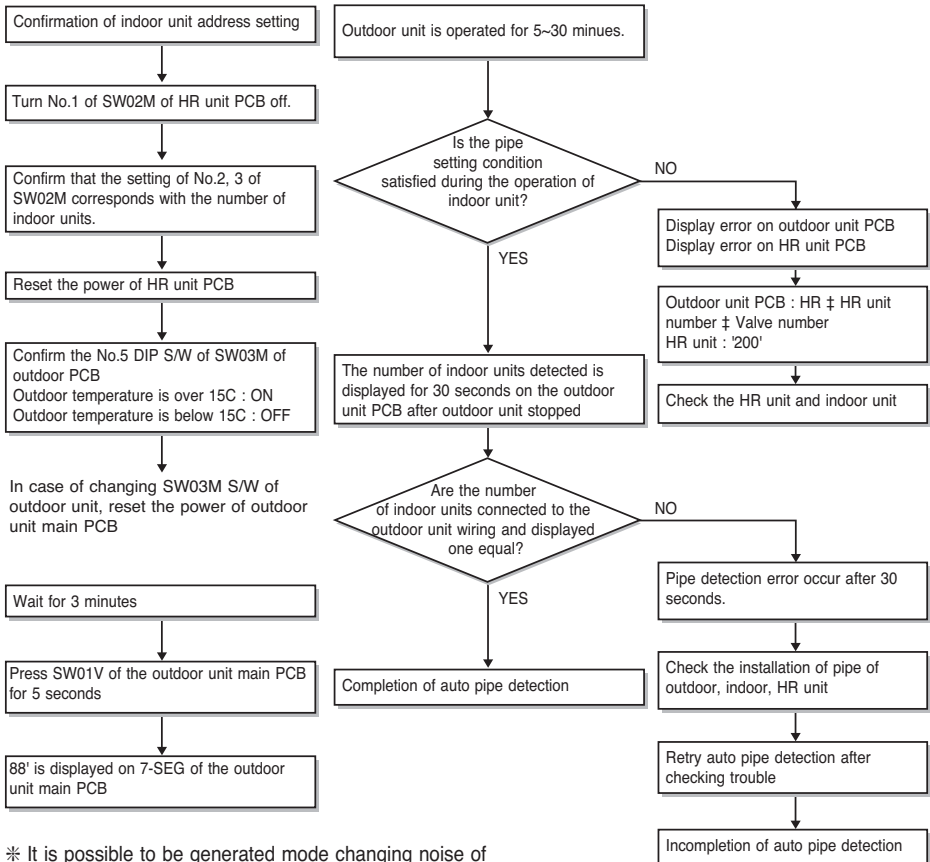 Confirmation of indoor unit address setting
Turn No.1 of SW02M of HR unit PCB off.
Confirm that the setting of No.2, 3 of
SW02M corresponds with the number of
indoor units.
Reset the power of HR unit PCB
Confirm the No.5 DIP S/W of SW03M of
outdoor PCB
Outdoor temperature is over 15C : ON
Outdoor temperature is below 15C : OFF
In case of changing SW03M S/W of
outdoor unit, reset the power of outdoor
unit main PCB
Wait for 3 minutes
Press SW01V of the outdoor unit main PCB
for 5 seconds
88' is displayed on 7-SEG of the outdoor
unit main PCB
Outdoor unit is operated for 5~30 minues.
Is the pipe
setting condition
satisfied during the operation of
indoor unit?
NO
YES
Display error on outdoor unit PCB
Display error on HR unit PCB
Outdoor unit PCB : HR ‡ HR unit
number ‡ Valve number
HR unit : '200'
Check the HR unit and indoor unit
The number of indoor units detected is
displayed for 30 seconds on the outdoor
unit PCB after outdoor unit stopped
Are the number
of indoor units connected to the
outdoor unit wiring and displayed
one equal?
NO
YES
Completion of auto pipe detection
Pipe detection error occur after 30
seconds.
Check the installation of pipe of
outdoor, indoor, HR unit
Retry auto pipe detection after
checking trouble
Incompletion of auto pipe detection
❈ It is possible to be generated mode changing noise of